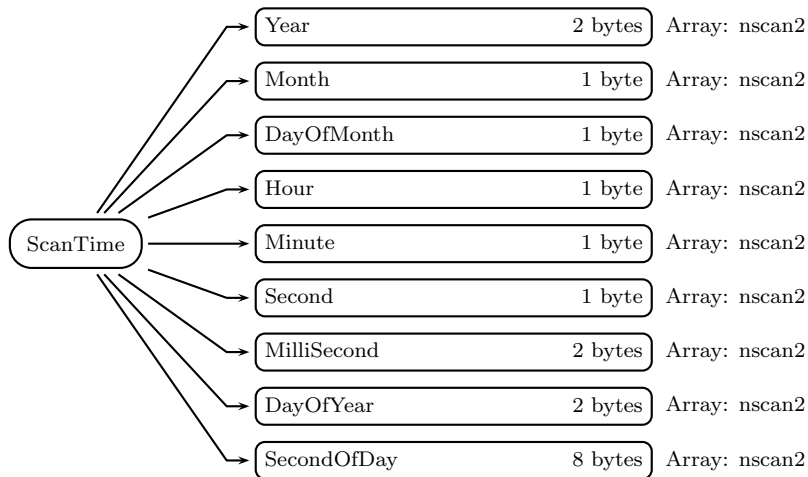 Year 2 bytes Array: nscan2
Month 1 byte Array: nscan2
DayOfMonth 1 byte Array: nscan2
Hour 1 byte Array: nscan2
ScanTime Minute 1 byte Array: nscan2
Second 1 byte Array: nscan2
MilliSecond 2 bytes Array: nscan2
DayOfYear 2 bytes Array: nscan2
SecondOfDay 8 bytes Array: nscan2